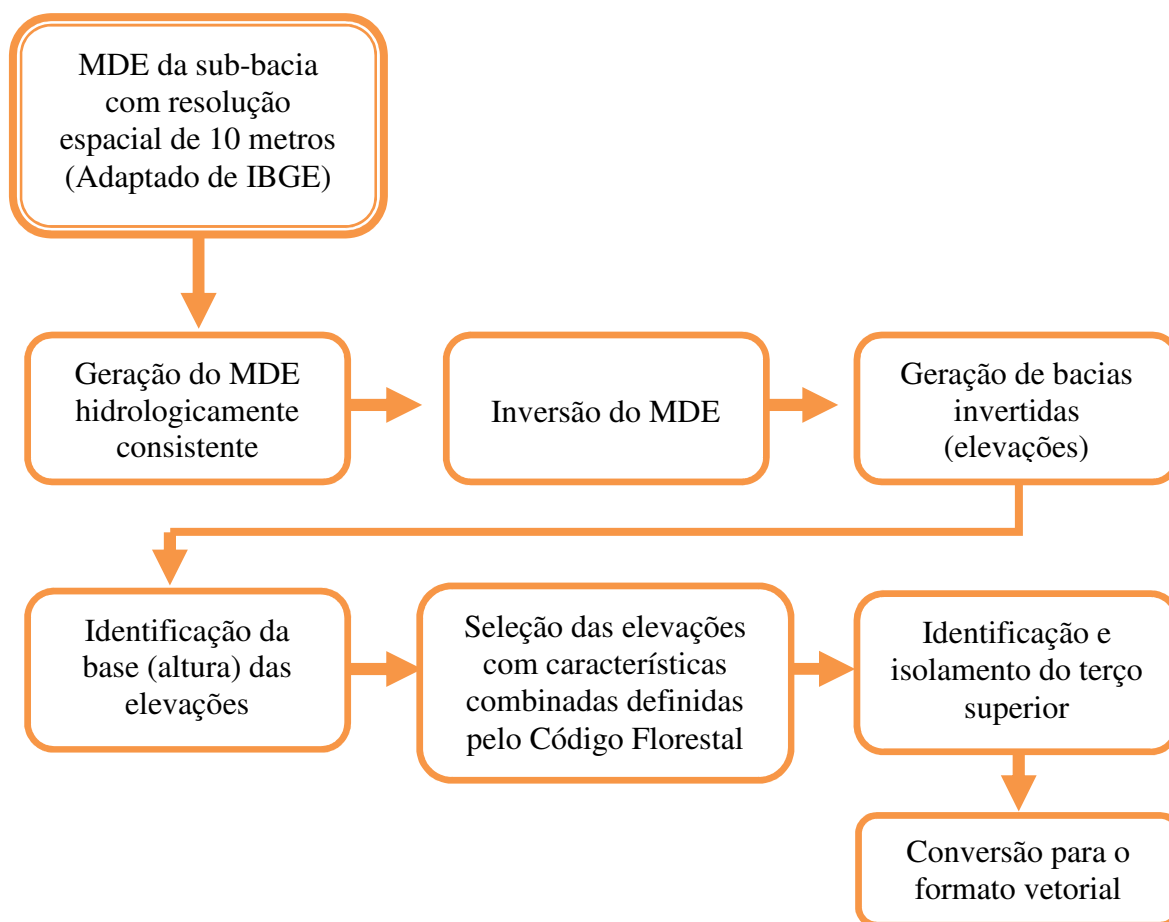 MDE da sub-bacia
com resolução
espacial de 10 metros
(Adaptado de IBGE)
Geração do MDE
hidrologicamente
consistente
Inversão do MDE
Geração de bacias
invertidas
(elevações)
Identificação da
base (altura) das
elevações
Seleção das elevações
com características
combinadas definidas
pelo Código Florestal
Identificação e
isolamento do terço
superior
Conversão para o
formato vetorial